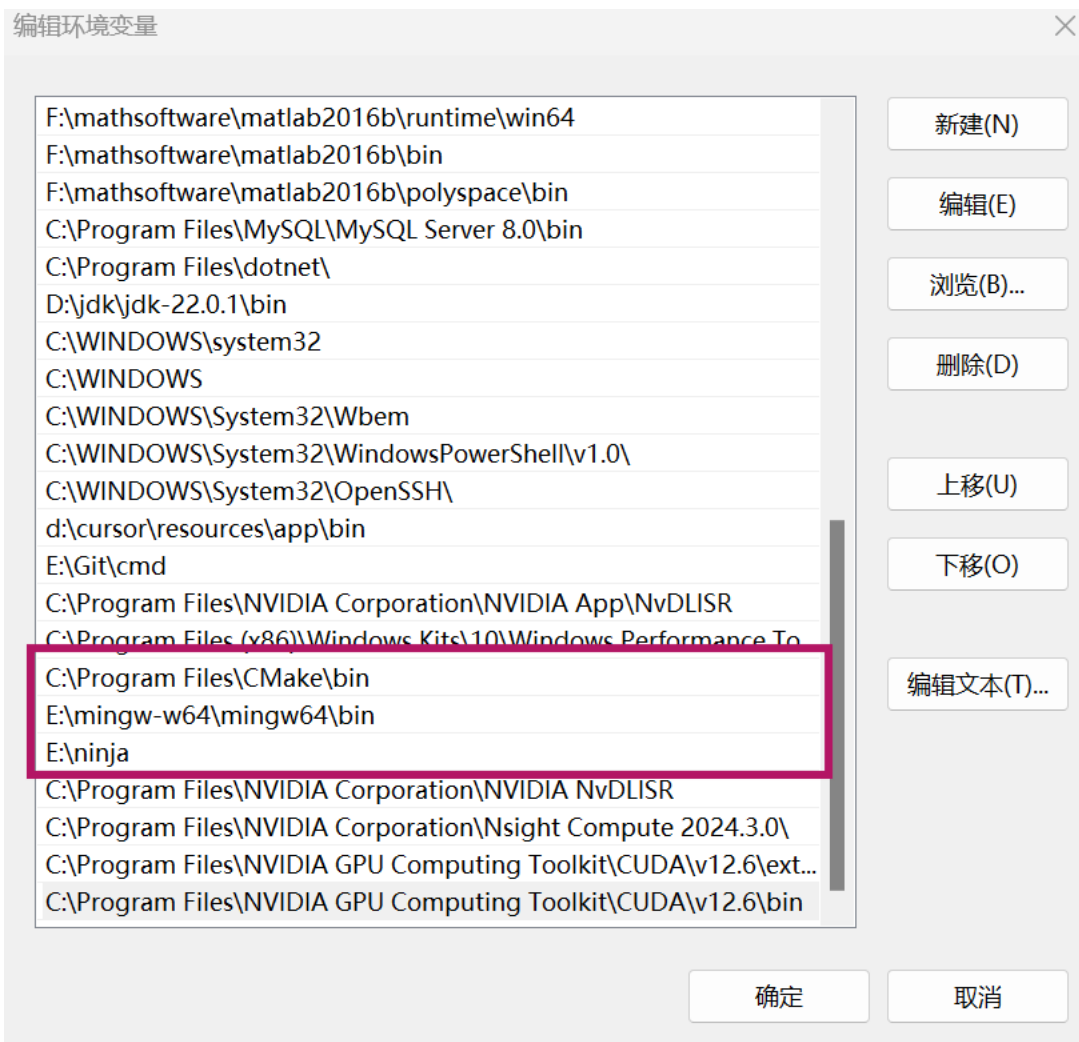 编辑环境变量
F:\mathsoftware\matlab2016b\runtime\win64
F:\mathsoftware\matlab2016b\bin
F:\mathsoftware\matlab2016b\polyspace\bin
C:\Program Files\MySQL\MySQL Server 8.0\bin
C:\Program Files\dotnet\
D:\jdk\jdk-22.0.1\bin
C:\WINDOWS\system32
C:\WINDOWS
C:\WINDOWS\System32\Wbem
C:\WINDOWS\System32\WindowsPowerShell\v1.0\
C:\WINDOWS\System32\OpenSSH\
d:\cursor\resources\app\bin
E:\Git\cmd
C:\Program Files\NVIDIA Corporation\NVIDIA App\NvDLISR
C:\Program Files (x86)\Windows Kits\10\Windows Performance To
C:\Program Files\CMake\bin
E:\mingw-w64\mingw64\bin
E:\ninja
C:\Program Files\NVIDIA Corporation\NVIDIA NvDLISR
C:\Program Files\NVIDIA Corporation\Nsight Compute 2024.3.0\
C:\Program Files\NVIDIA GPU Computing Toolkit\CUDA\v12.6\ext...
C:\Program Files\NVIDIA GPU Computing Toolkit\CUDA\v12.6\bin
新建(N)
编辑(E)
浏览(B)...
删除(D)
上移(U)
下移(O)
编辑文本(T)...
确定
取消